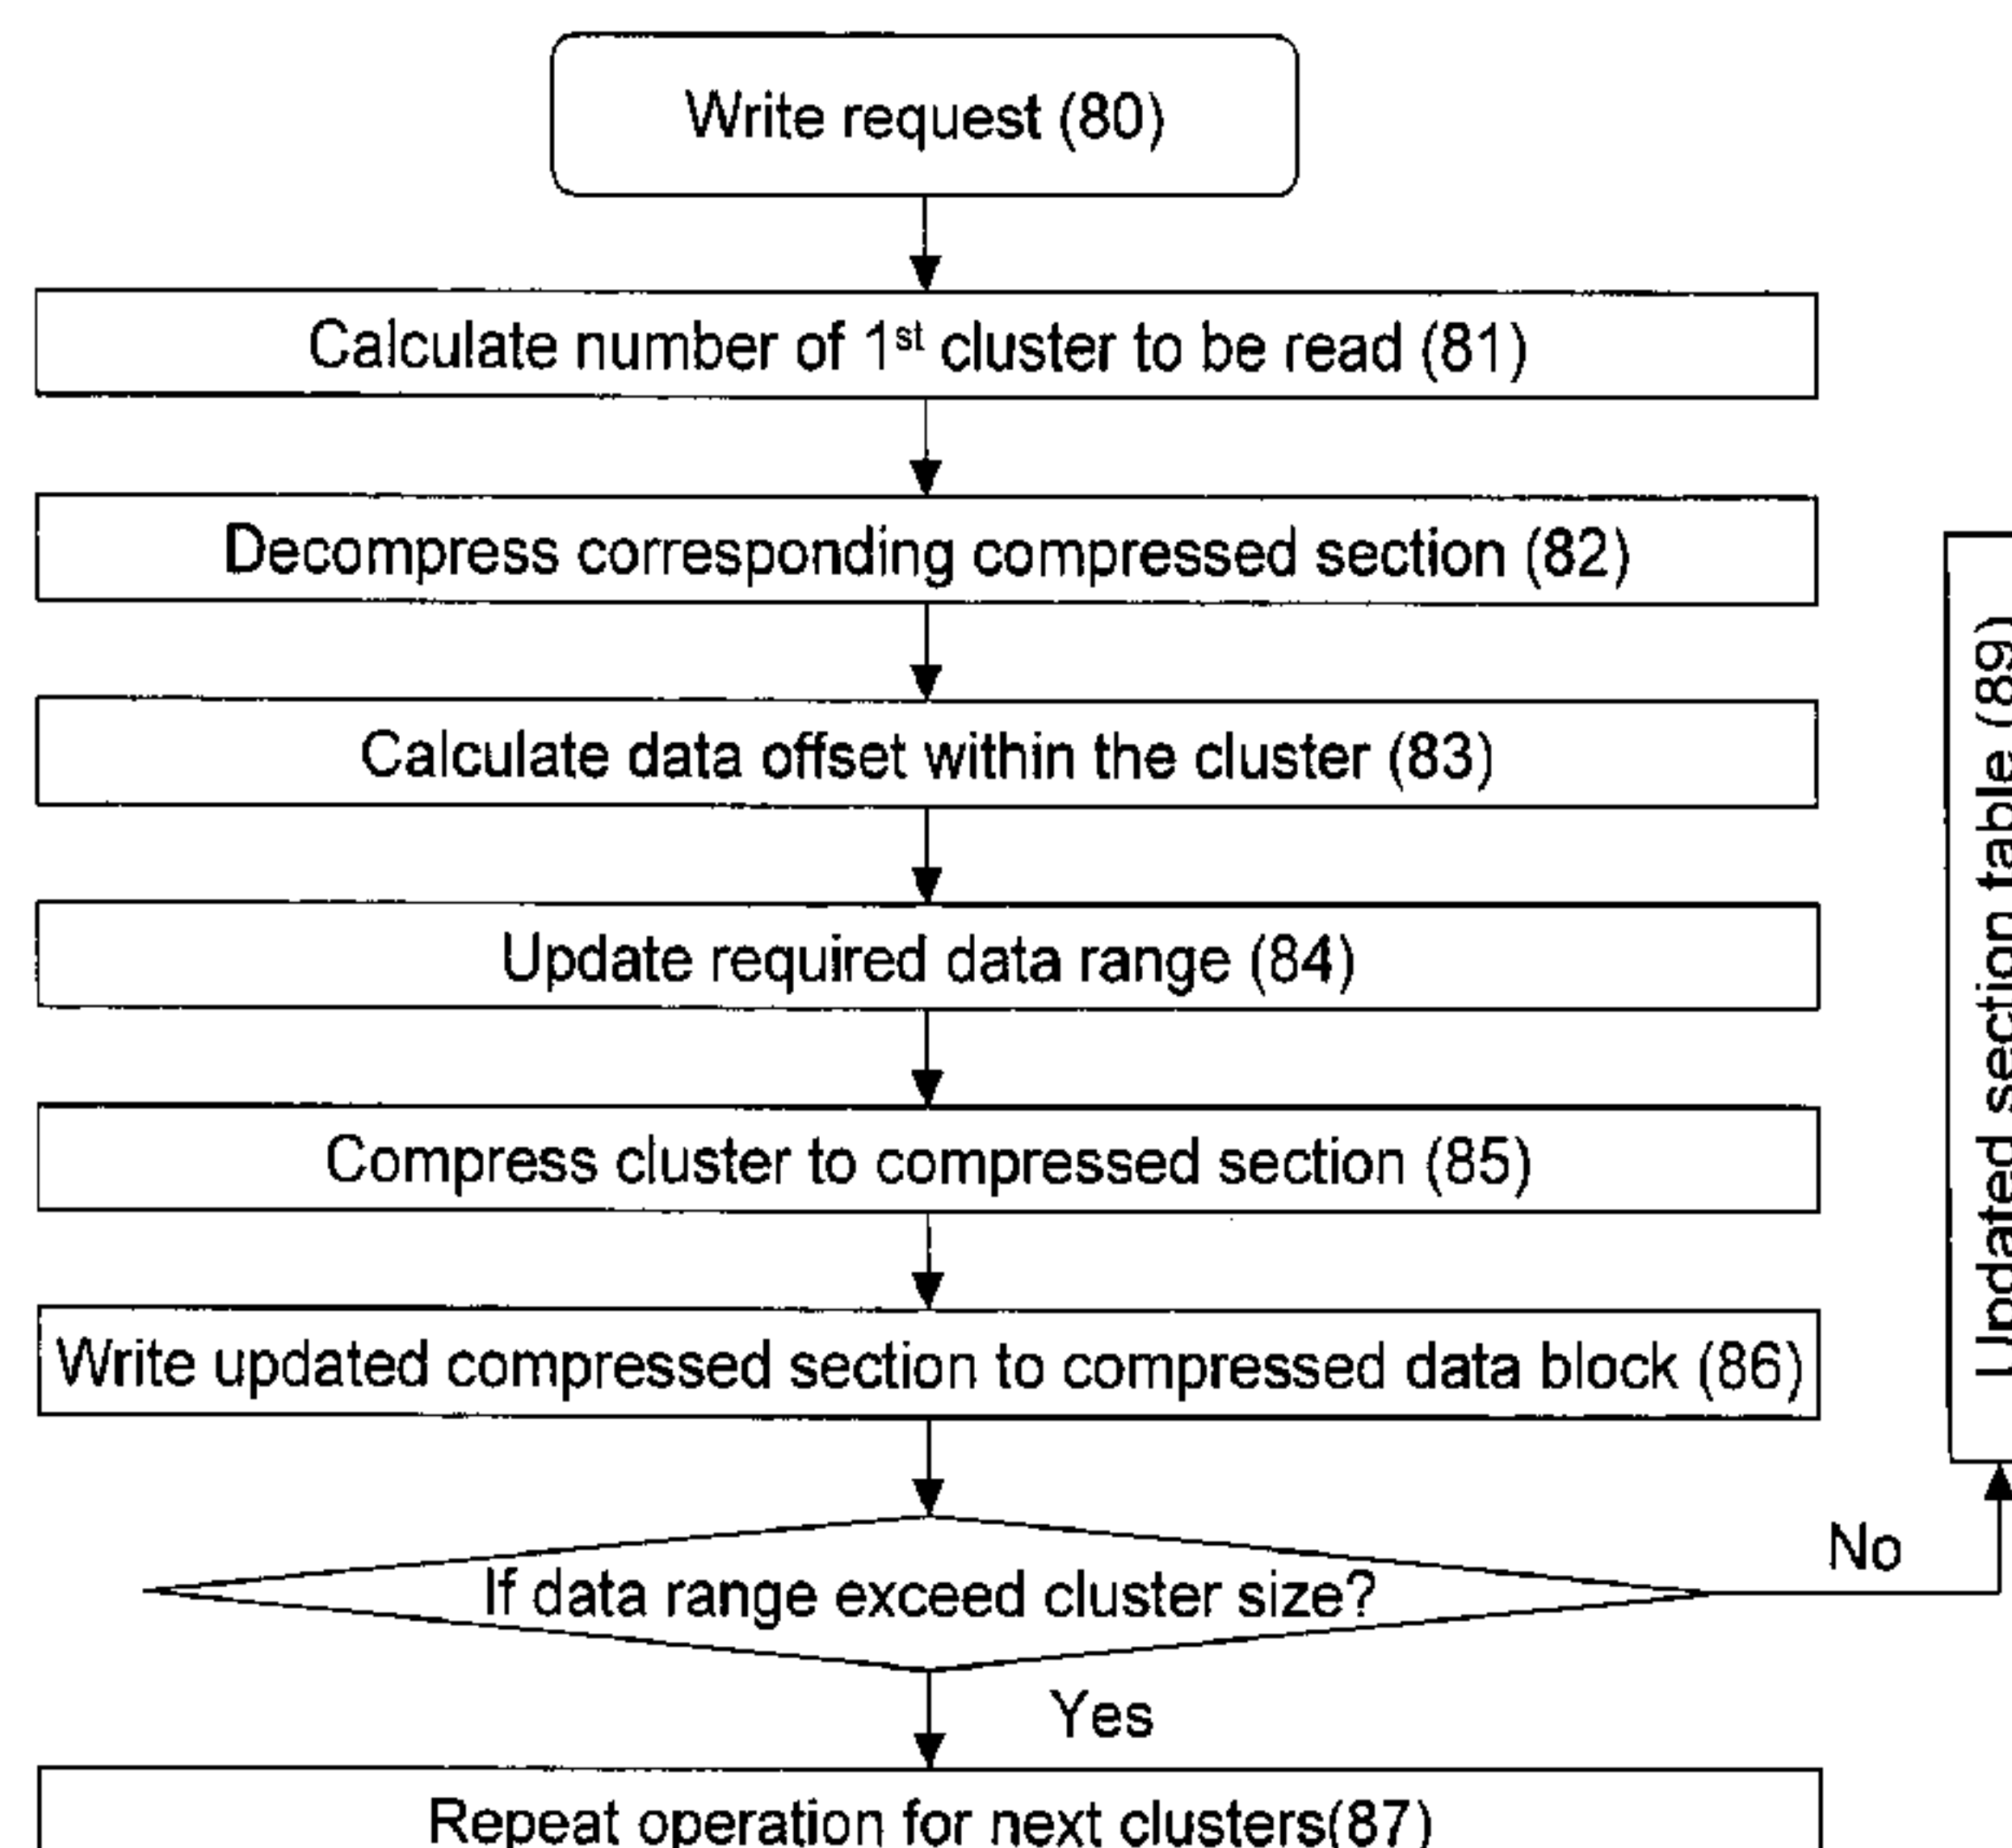 Write request (80)
Calculate number of 1st cluster to be read (81)
Decompress corresponding compressed section (82)
Calculate data offset within the cluster (83)
Update required data range (84)
Compress cluster to compressed section (85)
Write updated compressed section to compressed data block (86)
If data range exceed cluster size?
No
Yes
Repeat operation for next clusters(87)
Updated section table (89)